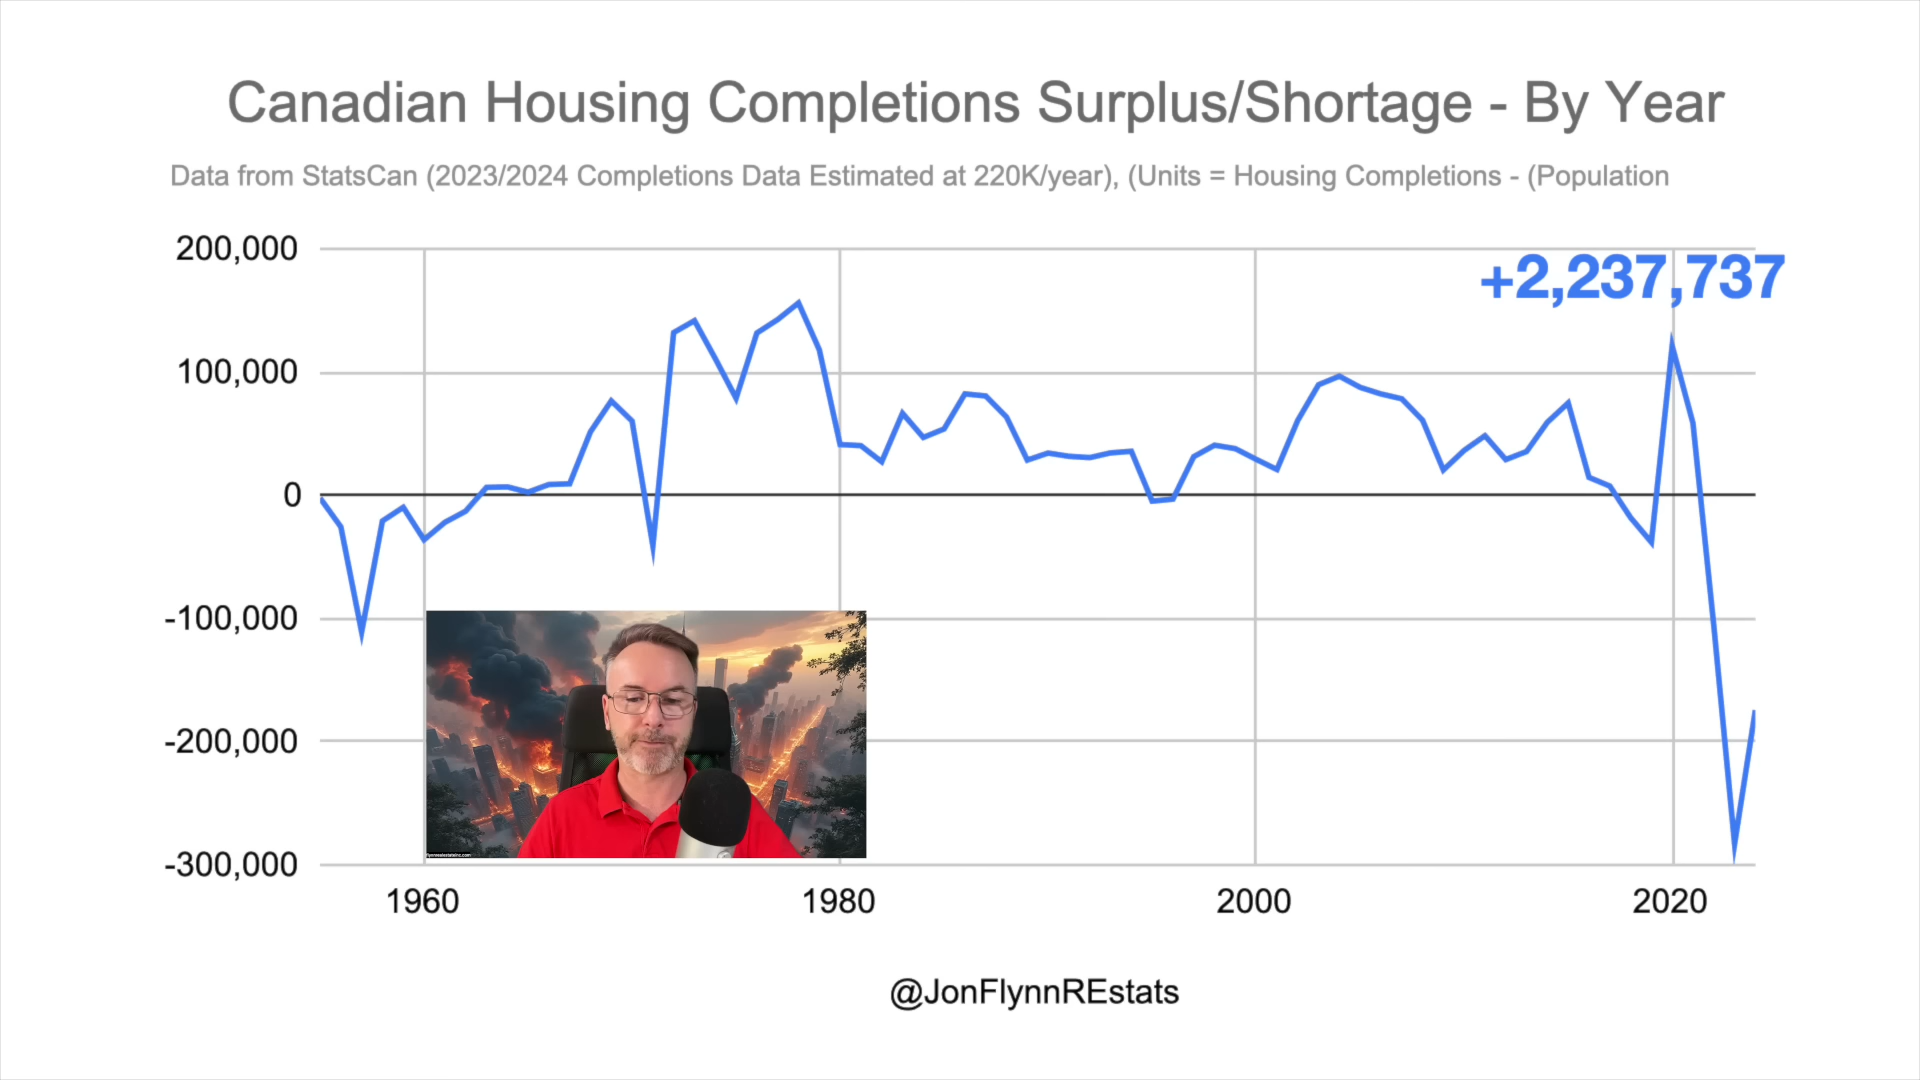 Canadian Housing Completions Surplus/Shortage - By Year
Data from StatsCan (2023/2024 Completions Data Estimated at 220K/year), (Units = Housing Completions - (Population
200,000
+2,237,737
100,000
0
-100,000
-200,000
-300,000
1960 1980 2000 2020
@JonFlynnREstats